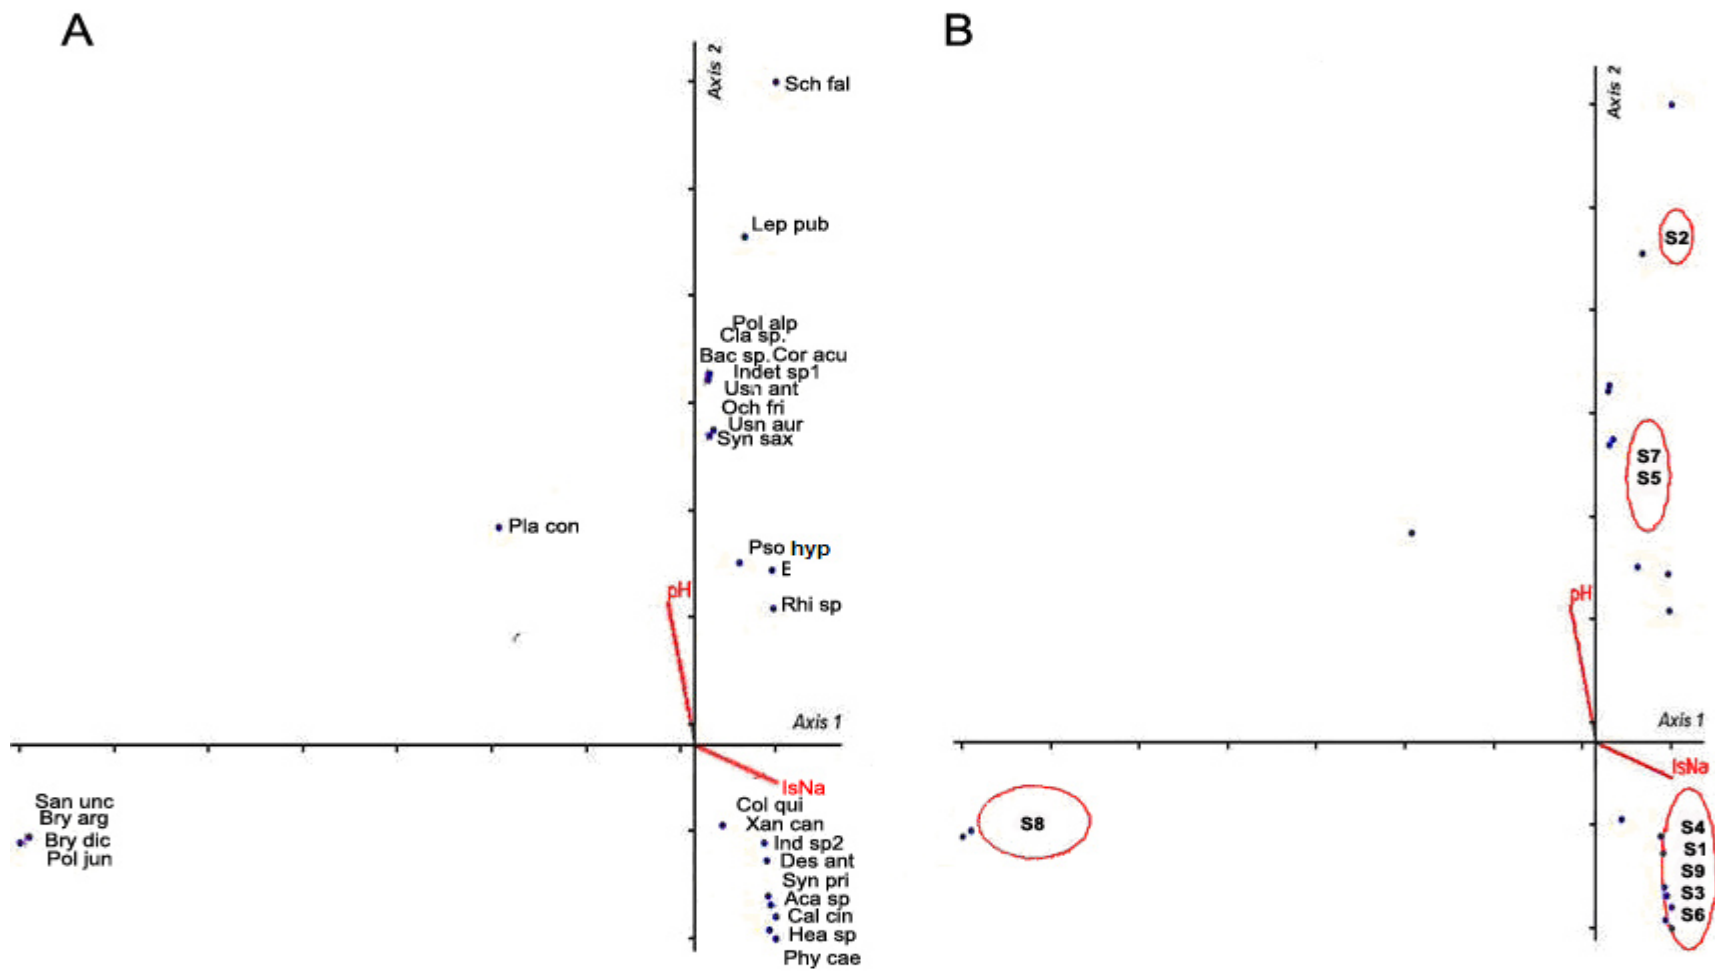 A
Axis 2
Sch fal
Lep pub
Pol alp
Cla sp.
Bac sp. Cor acu
Indet sp1
Usn ant
Och fri
Usn aur
Syn sax
Pla con
Pso hyp
E
pH
Rhi sp
Axis 1
IsNa
San unc
Bry arg
Bry dic
Pol jun
Col qui
Xan can
Ind sp2
Des ant
Syn pri
Aca sp
Cal cin
Hea sp
Phy cae
B
Axis 2
S2
S7
S5
pH
Axis 1
IsNa
S8
S4
S1
S9
S3
S6